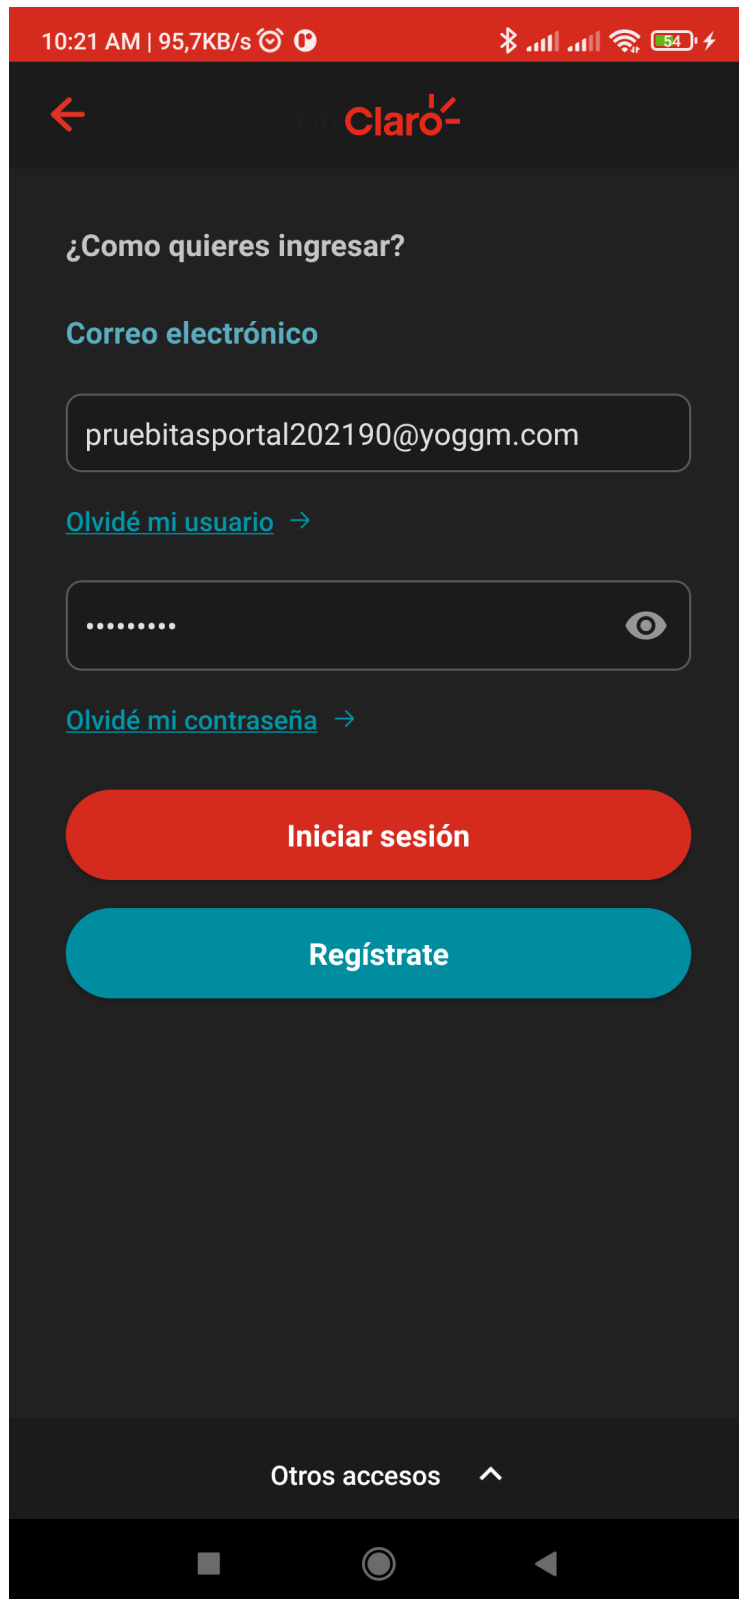 10:21 AM | 95,7KB/s
54
Mi Claro
¿Como quieres ingresar?
Correo electrónico
pruebitasportal202190@yoggm.com
Olvidé mi usuario →
•••••••••
Olvidé mi contraseña →
Iniciar sesión
Regístrate
Otros accesos